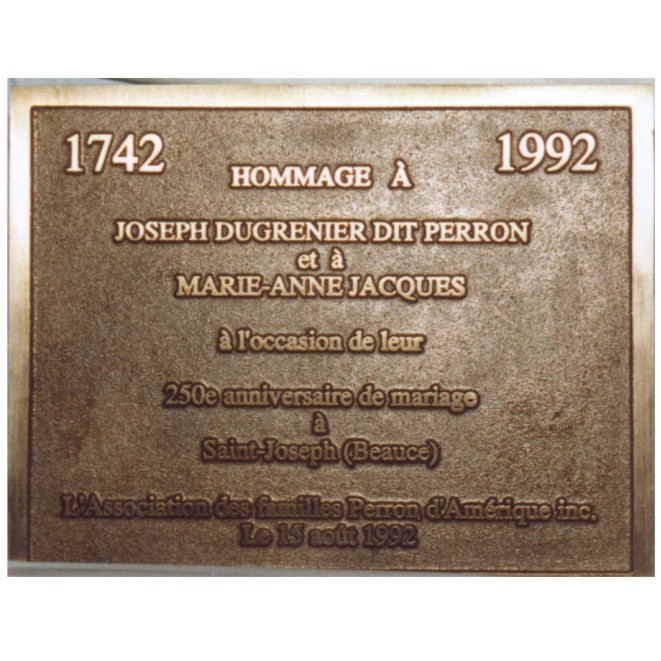 1742 1992
HOMMAGE À
JOSEPH DUGRENIER DIT PERRON
et à
MARIE-ANNE JACQUES
à l'occasion de leur
250e anniversaire de mariage
à
Saint-Joseph (Beauce)
L'Association des familles Perron d'Amérique inc.
Le 15 août 1992